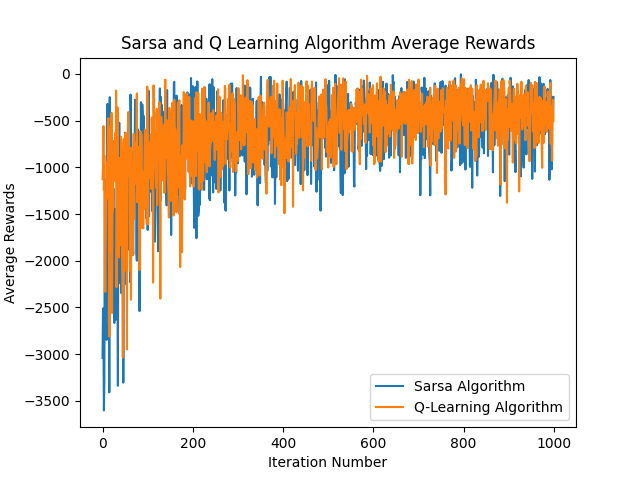 Sarsa and Q Learning Algorithm Average Rewards
0
−500
−1000
−1500
−2000
−2500
−3000
−3500
Average Rewards
0
200
400
600
800
1000
Iteration Number
Sarsa Algorithm
Q-Learning Algorithm